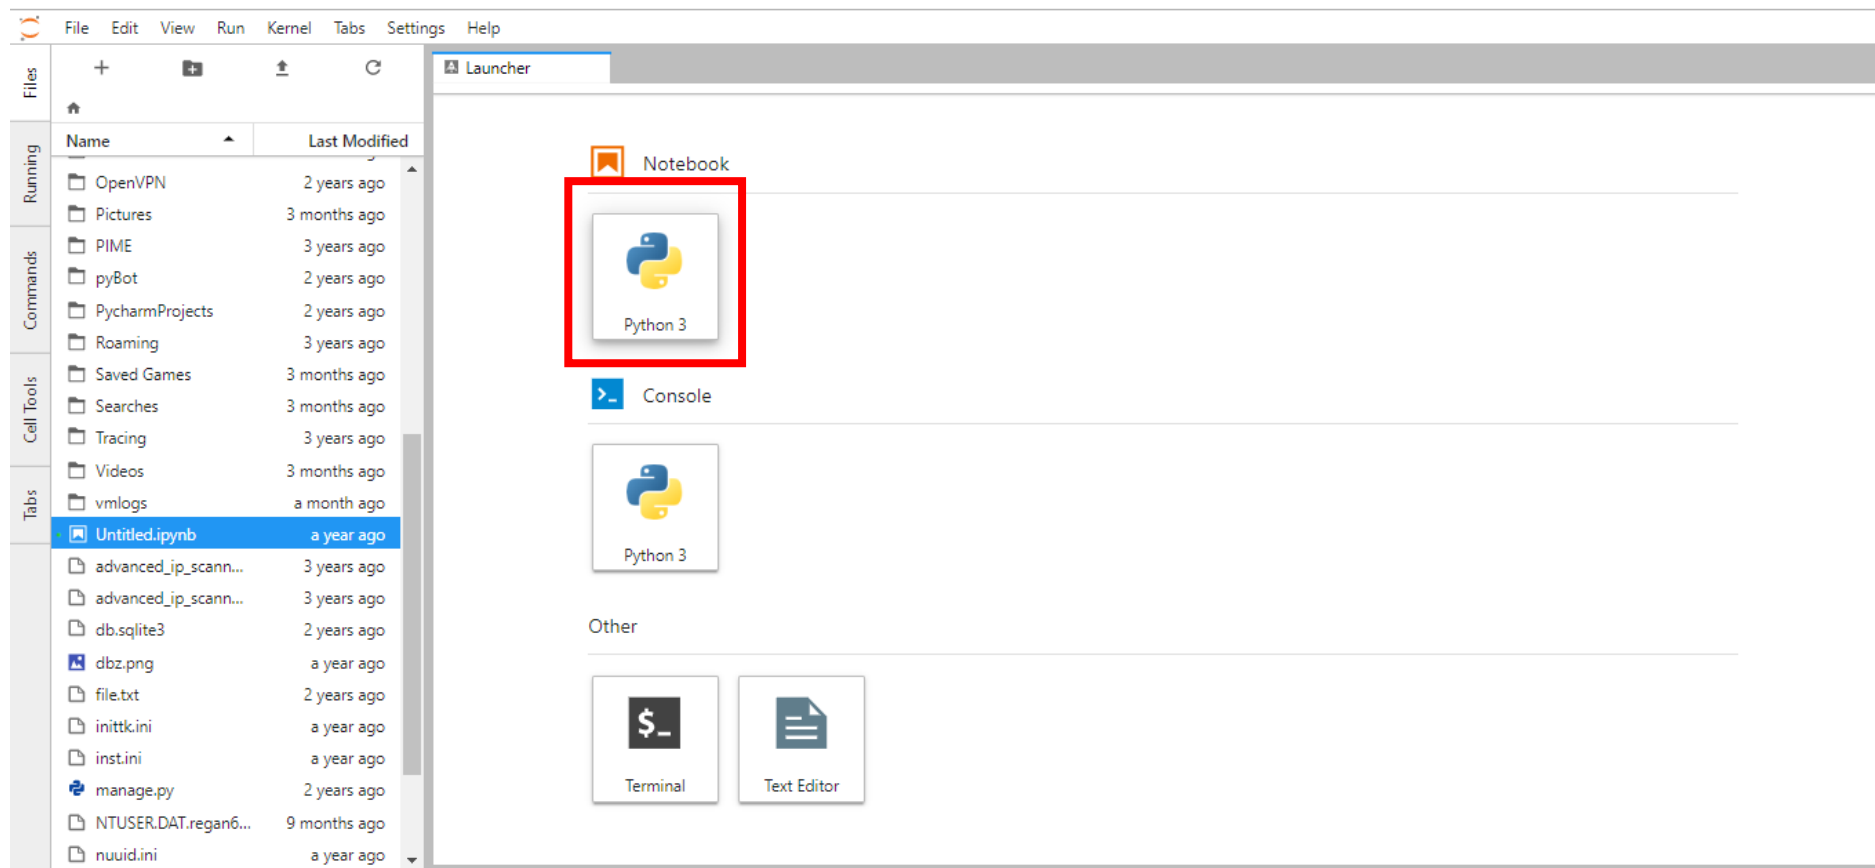 File Edit View Run Kernel Tabs Settings Help
Files
Running
Commands
Cell Tools
Tabs
Name Last Modified
OpenVPN 2 years ago
Pictures 3 months ago
PIME 3 years ago
pyBot 2 years ago
PycharmProjects 2 years ago
Roaming 3 years ago
Saved Games 3 months ago
Searches 3 months ago
Tracing 3 years ago
Videos 3 months ago
vmlogs a month ago
Untitled.ipynb a year ago
advanced_ip_scann... 3 years ago
advanced_ip_scann... 3 years ago
db.sqlite3 2 years ago
dbz.png a year ago
file.txt 2 years ago
inittk.ini a year ago
inst.ini a year ago
manage.py 2 years ago
NTUSER.DAT.regan6... 9 months ago
nuuid.ini a year ago
Launcher
Notebook
Python 3
>_ Console
Python 3
Other
$_
Terminal
Text Editor